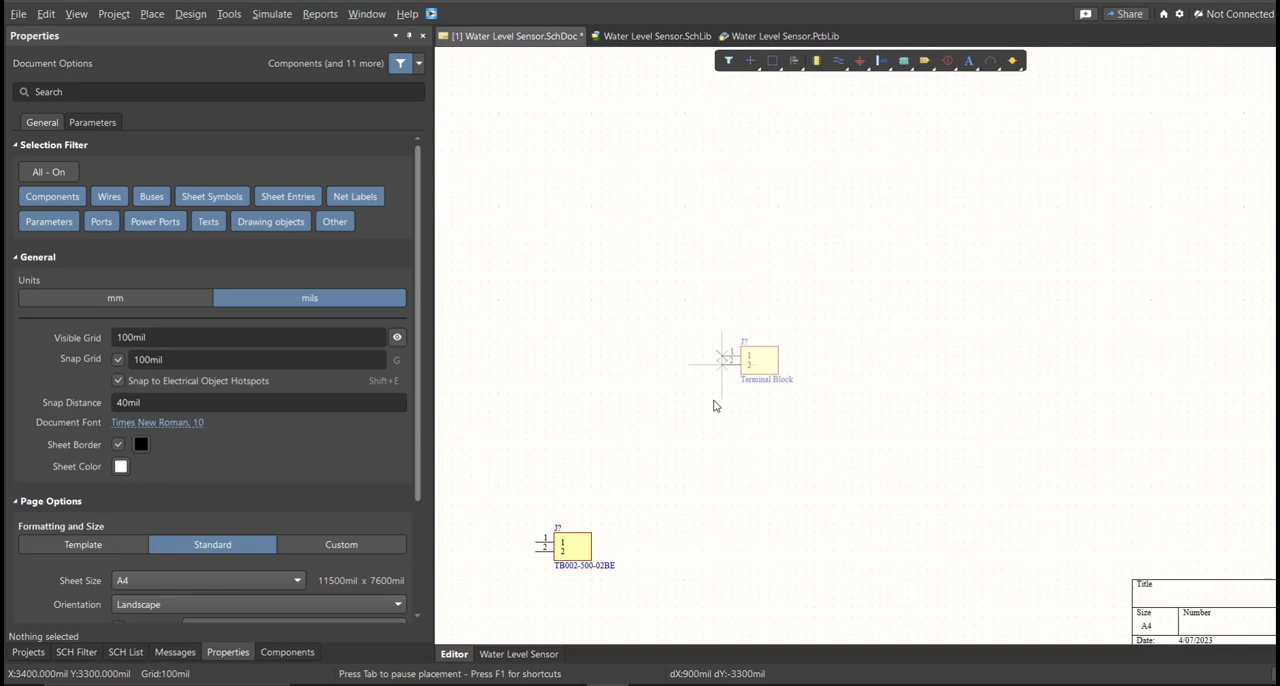 File Edit View Project Place Design Tools Simulate Reports Window Help
Share Not Connected
Properties
[1] Water Level Sensor.SchDoc * Water Level Sensor.SchLib Water Level Sensor.PcbLib
Document Options Components (and 11 more)
Search
General Parameters
Selection Filter
All - On
Components Wires Buses Sheet Symbols Sheet Entries Net Labels
Parameters Ports Power Ports Texts Drawing objects Other
General
Units
mm mils
Visible Grid 100mil
Snap Grid 100mil G
Snap to Electrical Object Hotspots Shift+E
Snap Distance 40mil
Document Font Times New Roman, 10
Sheet Border
Sheet Color
Page Options
Formatting and Size
Template Standard Custom
Sheet Size A4 11500mil x 7600mil
Orientation Landscape
Nothing selected
Projects SCH Filter SCH List Messages Properties Components
J?
1 1
2 2
Terminal Block
J?
1 1
2 2
TB002-500-02BE
Title
Size Number
A4
Date: 4/07/2023
Editor Water Level Sensor
X:3400.000mil Y:3300.000mil Grid:100mil Press Tab to pause placement - Press F1 for shortcuts dX:900mil dY:-3300mil